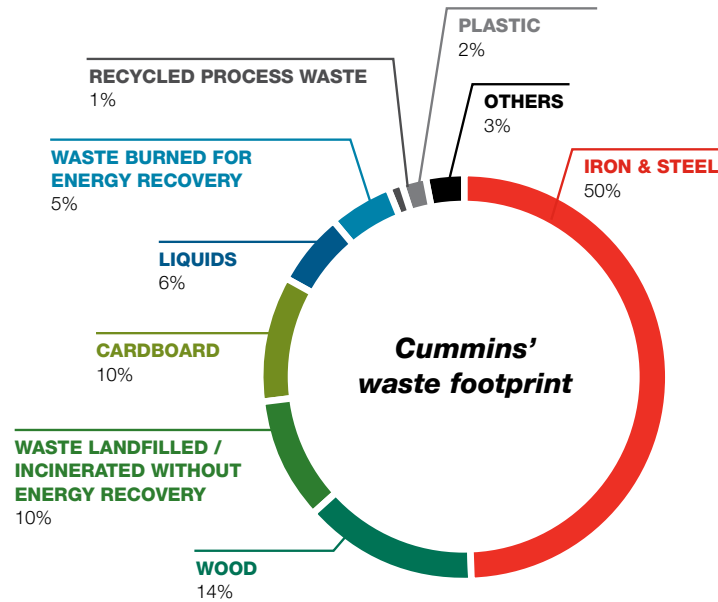 PLASTIC
2%
RECYCLED PROCESS WASTE
1%
OTHERS
3%
WASTE BURNED FOR
ENERGY RECOVERY
5%
IRON & STEEL
50%
LIQUIDS
6%
CARDBOARD
10%
Cummins’
waste footprint
WASTE LANDFILLED /
INCINERATED WITHOUT
ENERGY RECOVERY
10%
WOOD
14%